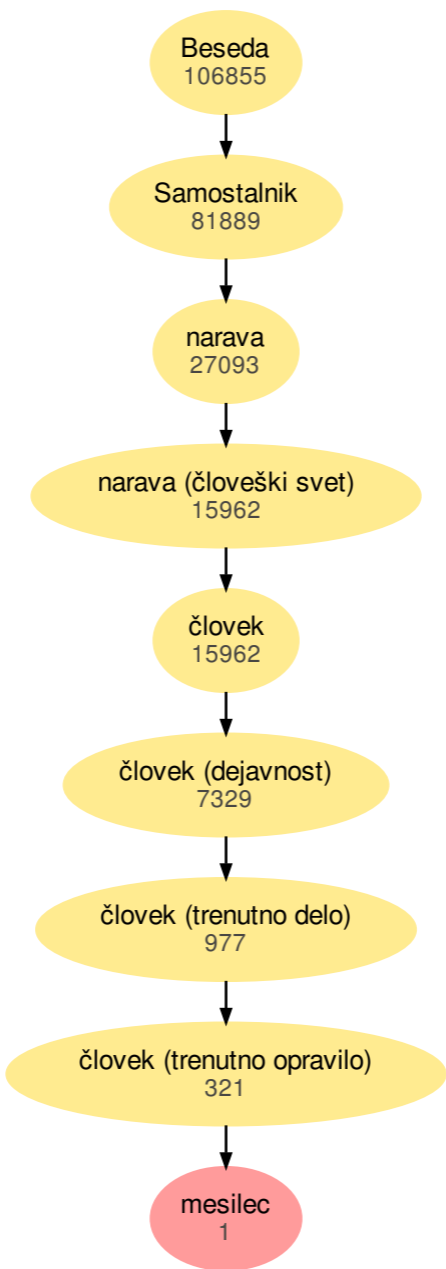 Beseda
106855
Samostalnik
81889
narava
27093
narava (človeški svet)
15962
človek
15962
človek (dejavnost)
7329
človek (trenutno delo)
977
človek (trenutno opravilo)
321
mesilec
1